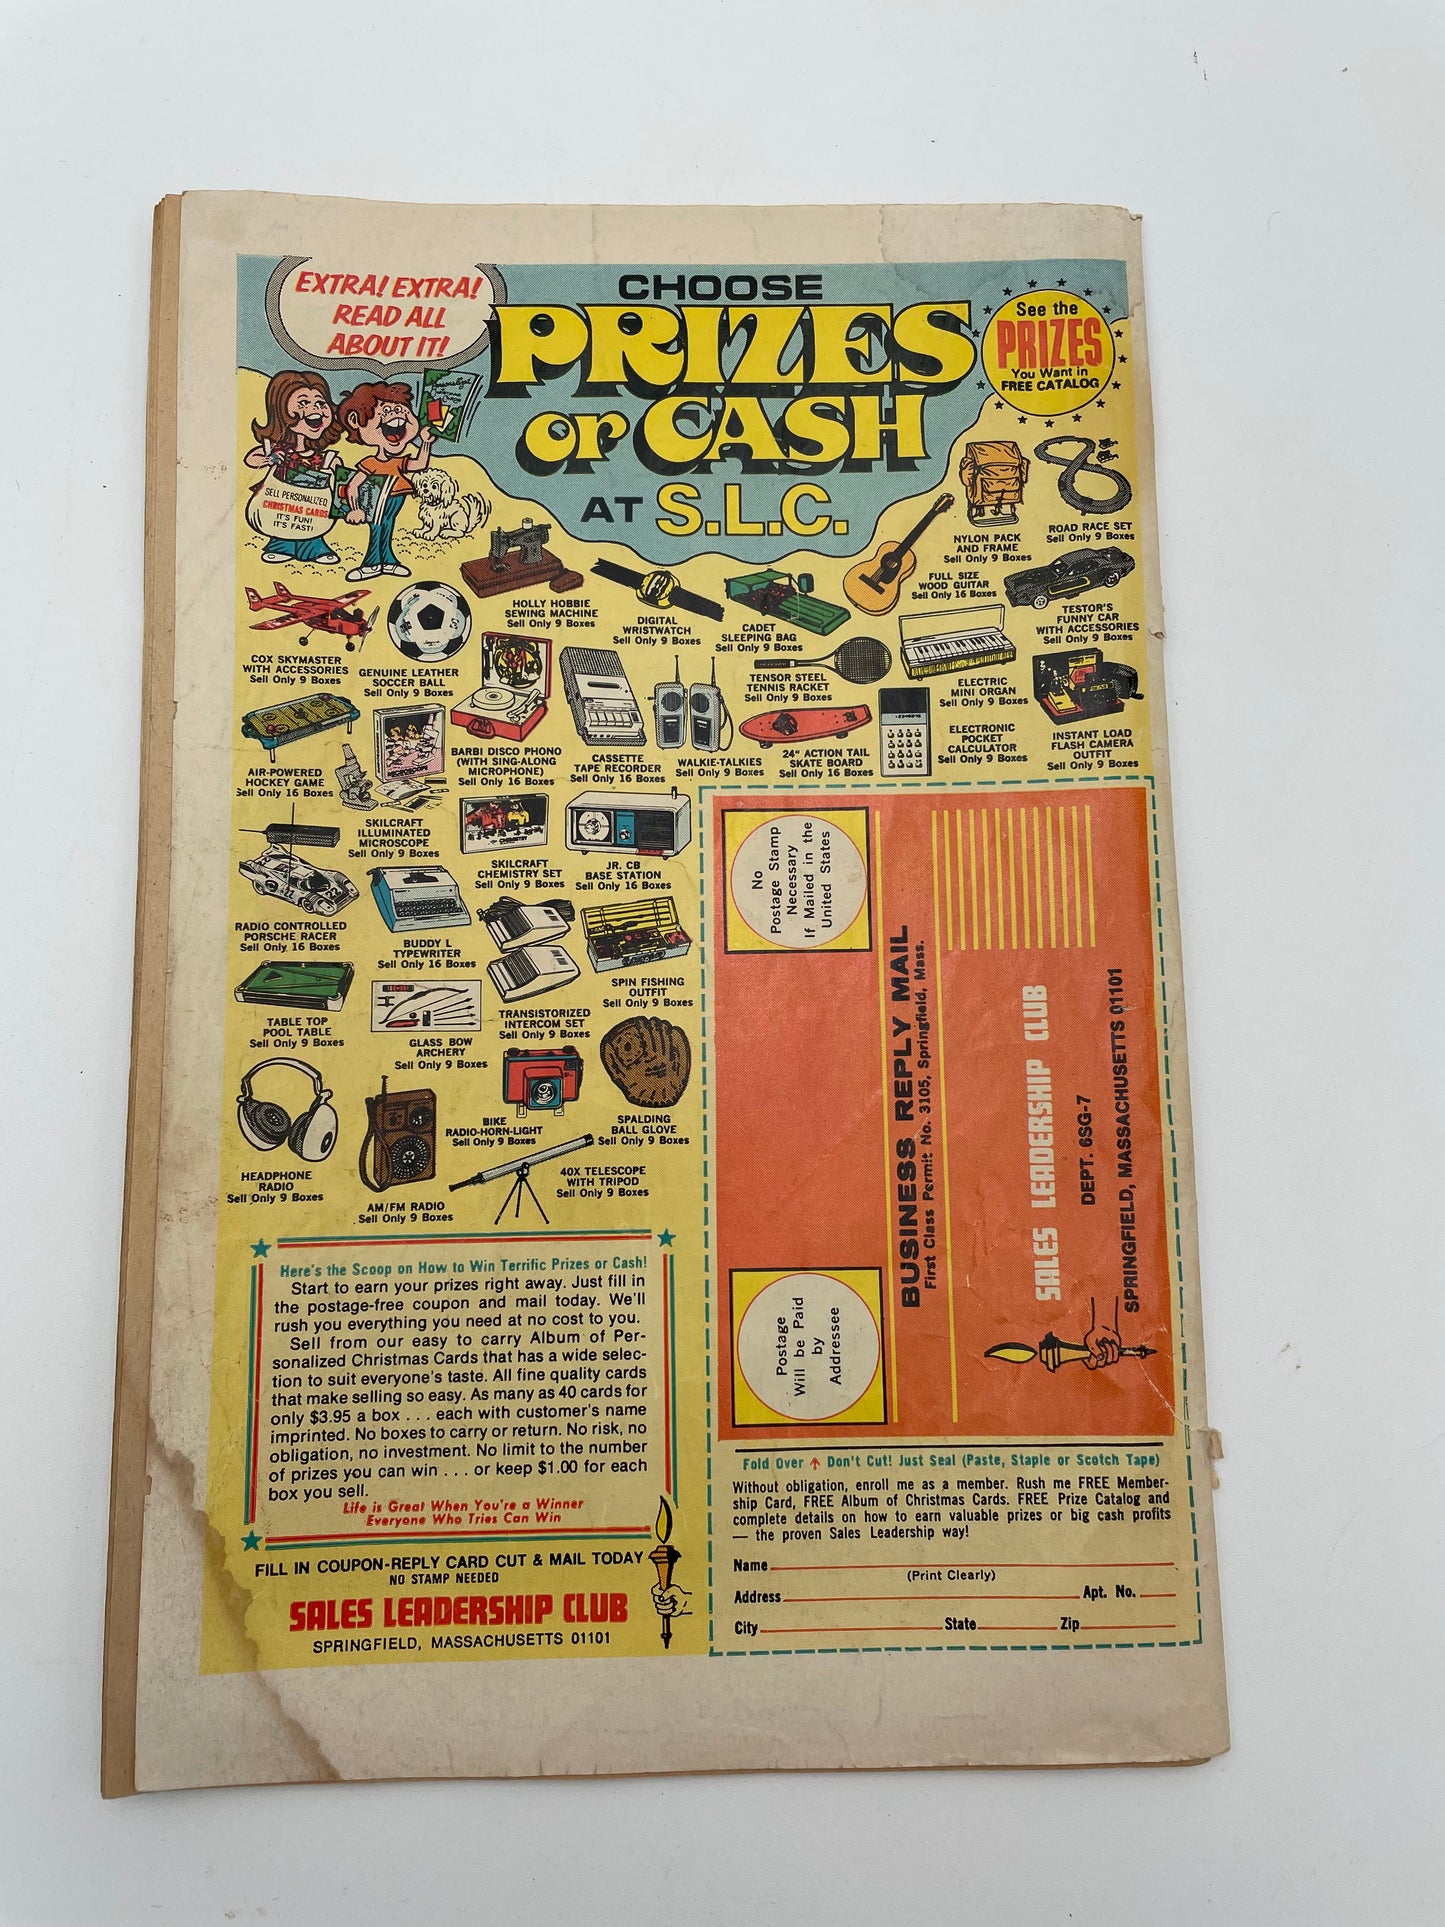 EXTRA! EXTRA!
READ ALL
ABOUT IT!
CHOOSE
PRIZES
or CASH
AT S.L.C.
See the
PRIZES
You Want in
FREE CATALOG
SELL PERSONALIZED
CHRISTMAS CARDS
IT'S FUN!
IT'S FAST!
NYLON PACK
AND FRAME
Sell Only 9 Boxes
ROAD RACE SET
Sell Only 9 Boxes
HOLLY HOBBIE
SEWING MACHINE
Sell Only 9 Boxes
DIGITAL
WRISTWATCH
Sell Only 9 Boxes
CADET
SLEEPING BAG
Sell Only 9 Boxes
FULL SIZE
WOOD GUITAR
Sell Only 16 Boxes
TESTOR'S
FUNNY CAR
WITH ACCESSORIES
Sell Only 9 Boxes
COX SKYMASTER
WITH ACCESSORIES
Sell Only 9 Boxes
GENUINE LEATHER
SOCCER BALL
Sell Only 9 Boxes
TENSOR STEEL
TENNIS RACKET
Sell Only 9 Boxes
ELECTRIC
MINI ORGAN
Sell Only 9 Boxes
AIR-POWERED
HOCKEY GAME
Sell Only 16 Boxes
MICROSCOPE
BARBI DISCO PHONO
(WITH SING-ALONG
MICROPHONE)
Sell Only 16 Boxes
CASSETTE
TAPE RECORDER
Sell Only 16 Boxes
WALKIE-TALKIES
Sell Only 9 Boxes
24" ACTION TAIL
SKATE BOARD
Sell Only 16 Boxes
ELECTRONIC
POCKET
CALCULATOR
Sell Only 9 Boxes
INSTANT LOAD
FLASH CAMERA
OUTFIT
Sell Only 9 Boxes
SKILCRAFT
ILLUMINATED
MICROSCOPE
Sell Only 9 Boxes
CHEMISTRY
SKILCRAFT
CHEMISTRY SET
Sell Only 9 Boxes
JR. CB
BASE STATION
Sell Only 16 Boxes
RADIO CONTROLLED
PORSCHE RACER
Sell Only 16 Boxes
BUDDY L
TYPEWRITER
Sell Only 16 Boxes
SPIN FISHING
OUTFIT
Sell Only 9 Boxes
TABLE TOP
POOL TABLE
Sell Only 9 Boxes
GLASS BOW
ARCHERY
Sell Only 9 Boxes
TRANSISTORIZED
INTERCOM SET
Sell Only 9 Boxes
BIKE
RADIO-HORN-LIGHT
Sell Only 9 Boxes
SPALDING
BALL GLOVE
Sell Only 9 Boxes
HEADPHONE
RADIO
Sell Only 9 Boxes
AM/FM RADIO
Sell Only 9 Boxes
40X TELESCOPE
WITH TRIPOD
Sell Only 9 Boxes
Here's the Scoop on How to Win Terrific Prizes or Cash!
Start to earn your prizes right away. Just fill in
the postage-free coupon and mail today. We'll
rush you everything you need at no cost to you.
Sell from our easy to carry Album of Per-
sonalized Christmas Cards that has a wide selec-
tion to suit everyone's taste. All fine quality cards
that make selling so easy. As many as 40 cards for
only $3.95 a box . . . each with customer's name
imprinted. No boxes to carry or return. No risk, no
obligation, no investment. No limit to the number
of prizes you can win . . . or keep $1.00 for each
box you sell.
Life is Great When You're a Winner
Everyone Who Tries Can Win
FILL IN COUPON-REPLY CARD CUT & MAIL TODAY
NO STAMP NEEDED
SALES LEADERSHIP CLUB
SPRINGFIELD, MASSACHUSETTS 01101
No
Postage Stamp
Necessary
If Mailed in the
United States
BUSINESS REPLY MAIL
First Class Permit No. 3105, Springfield, Mass.
Postage
Will be Paid
by
Addressee
SALES LEADERSHIP CLUB
DEPT. 6SG-7
SPRINGFIELD, MASSACHUSETTS 01101
Fold Over ↑ Don't Cut! Just Seal (Paste, Staple or Scotch Tape)
Without obligation, enroll me as a member. Rush me FREE Member-
ship Card, FREE Album of Christmas Cards. FREE Prize Catalog and
complete details on how to earn valuable prizes or big cash profits
— the proven Sales Leadership way!
Name
(Print Clearly)
Address Apt. No.
City State Zip